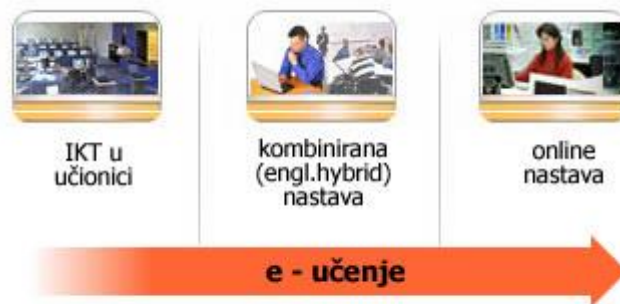 IKT u
učionici
kombinirana
(engl.hybrid)
nastava
online
nastava
e - učenje